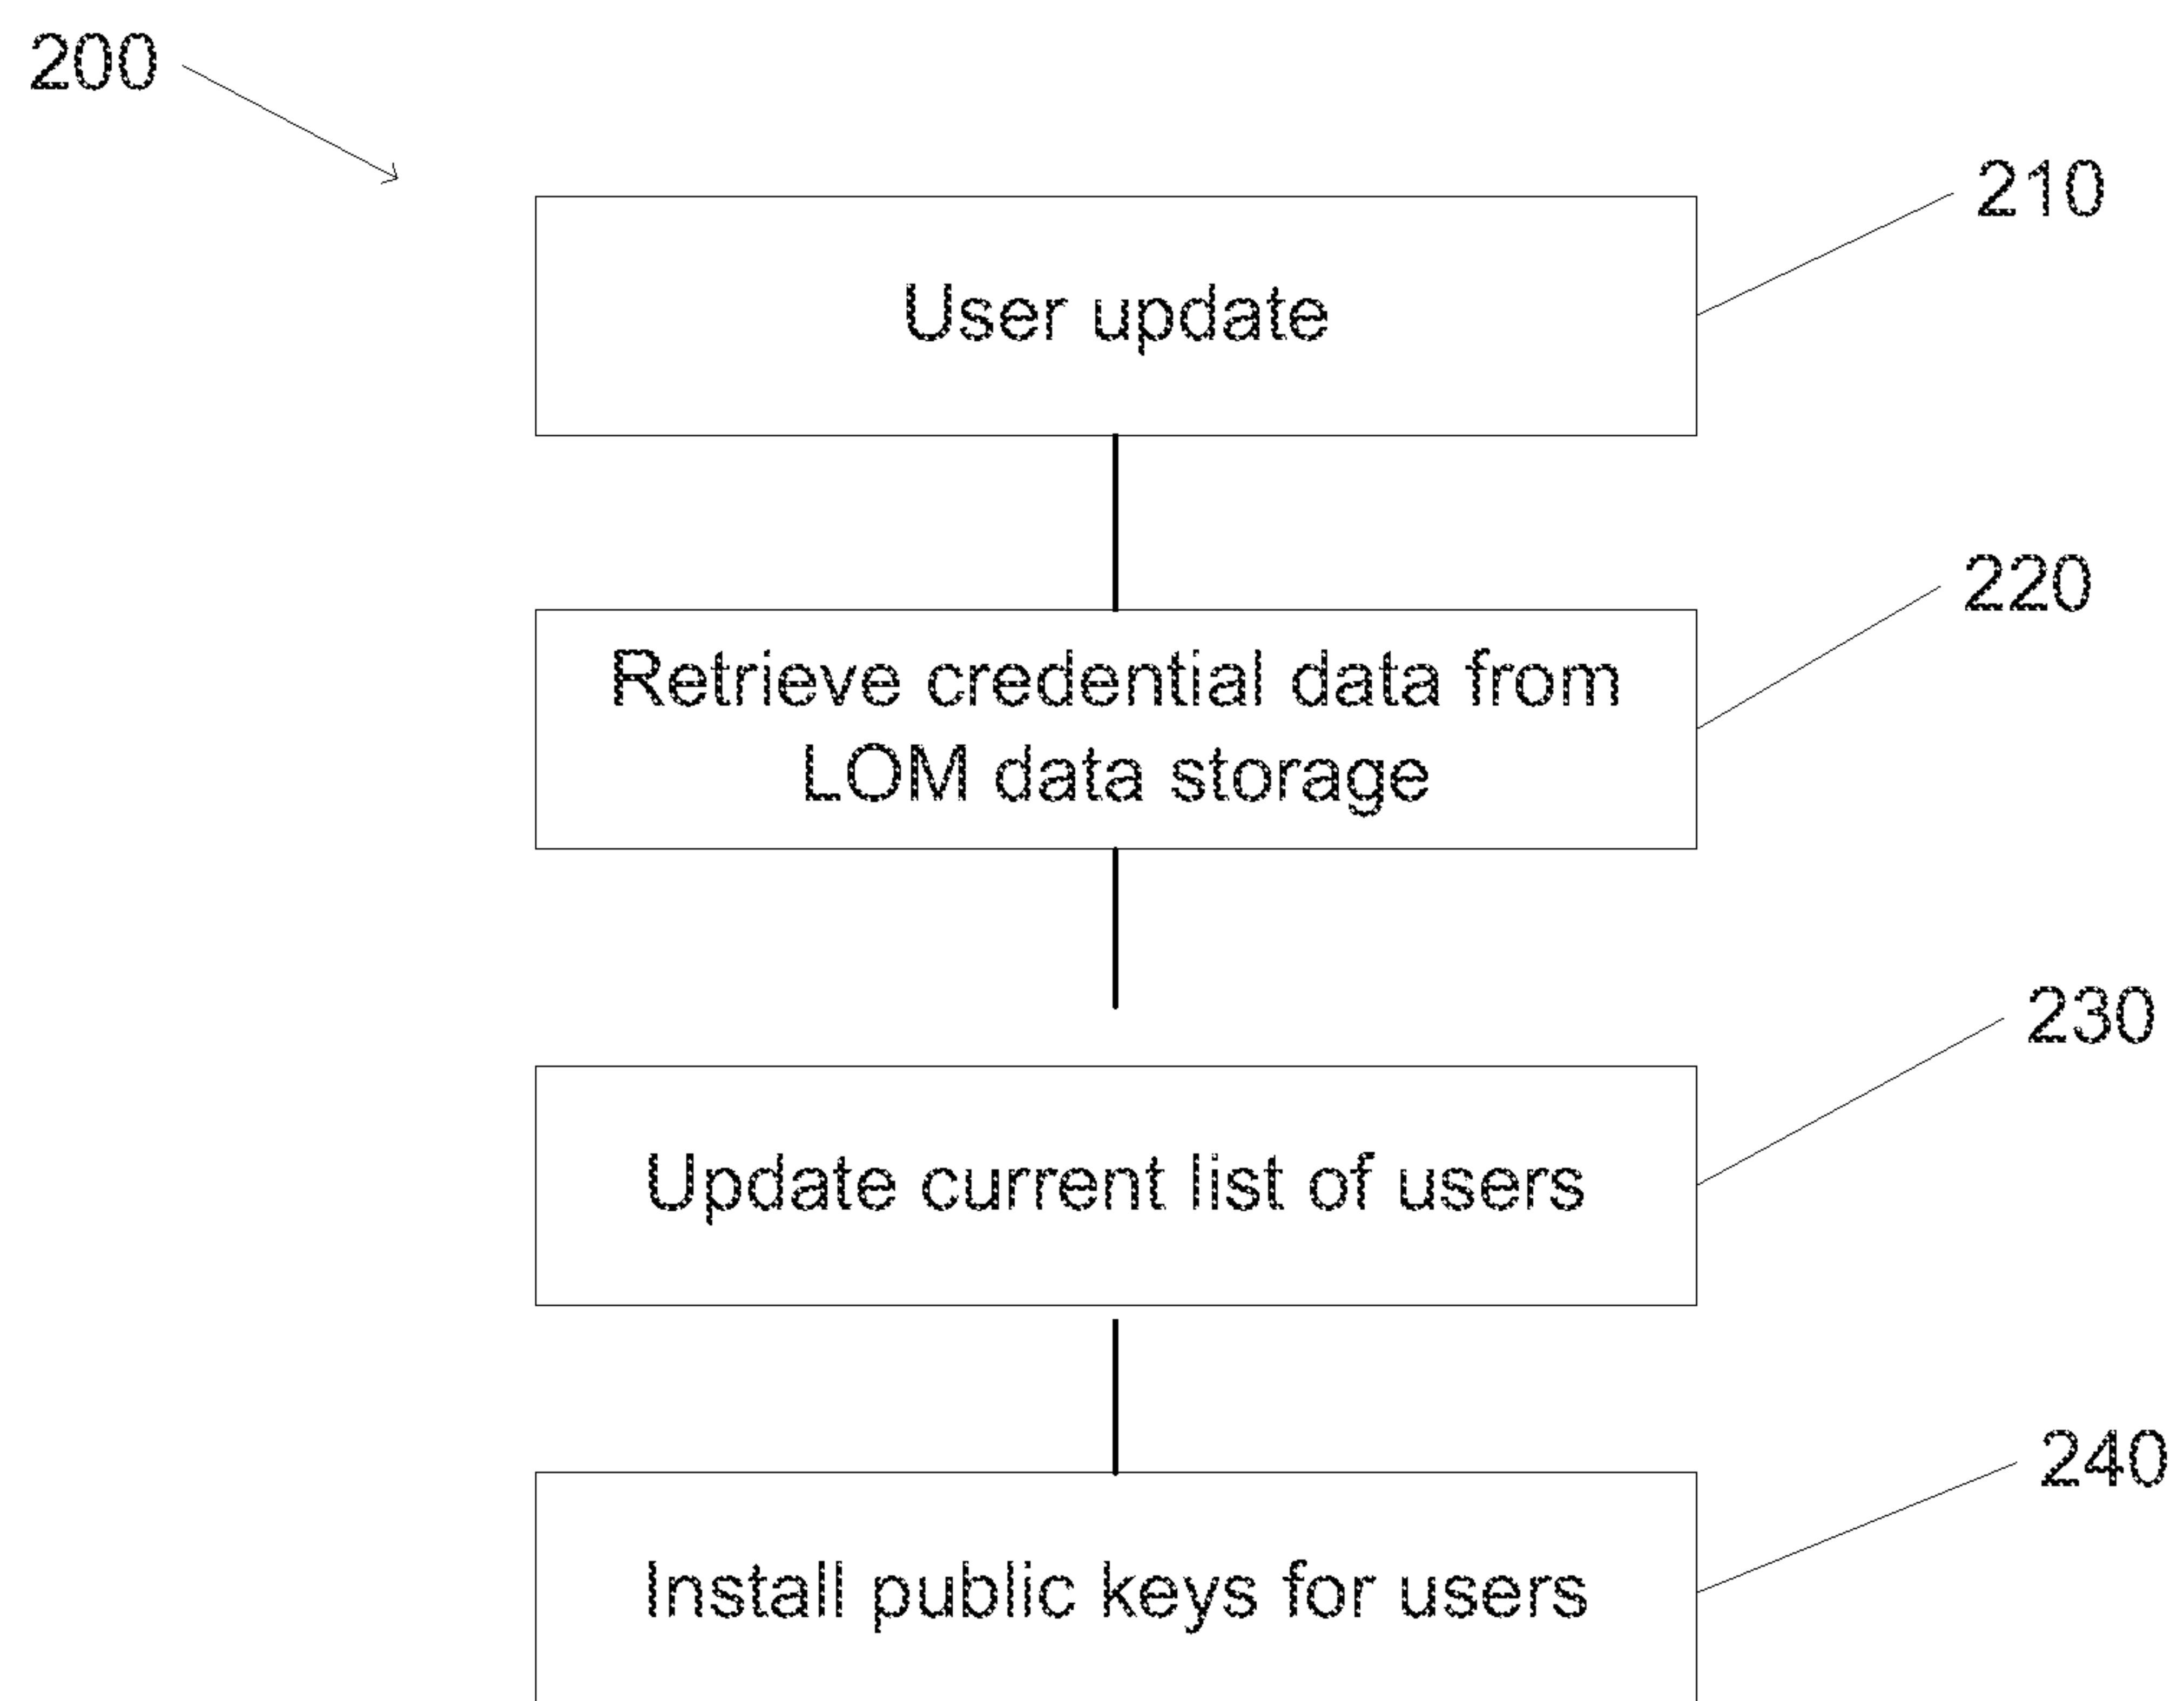 200
210
User update
220
Retrieve credential data from
LOM data storage
230
Update current list of users
240
Install public keys for users